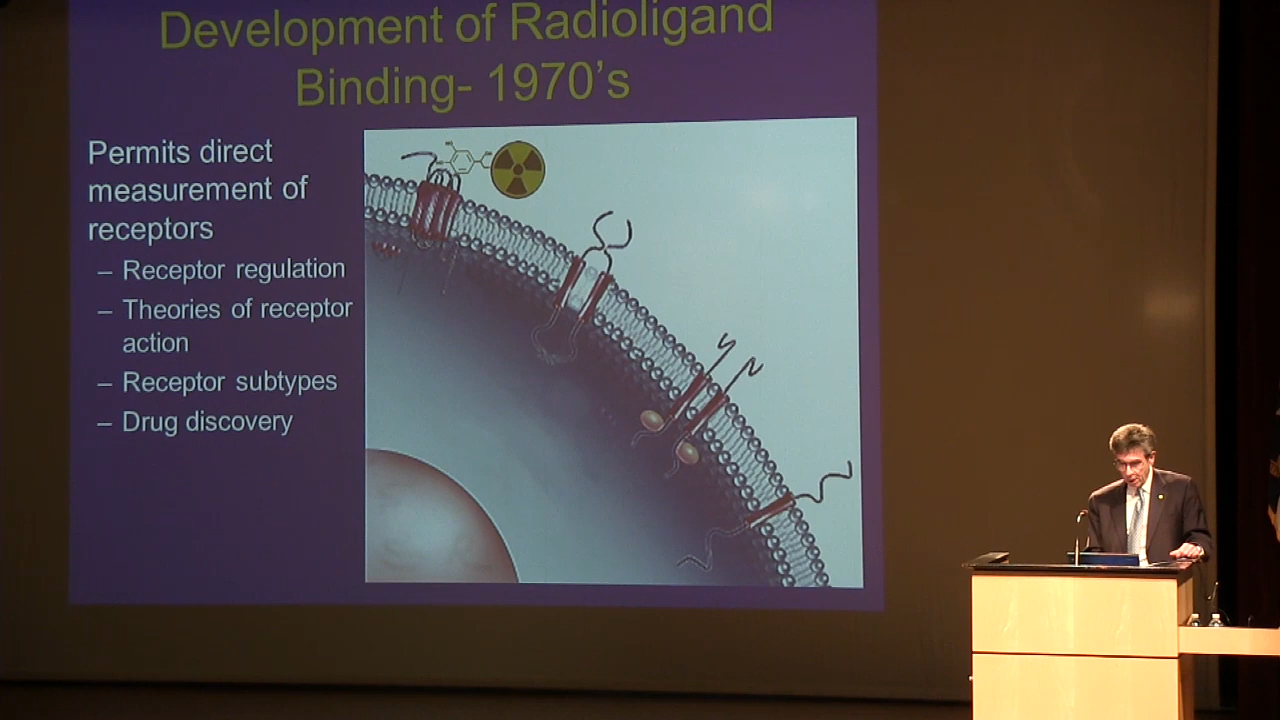 Development of Radioligand
Binding- 1970's
Permits direct
measurement of
receptors
– Receptor regulation
– Theories of receptor
action
– Receptor subtypes
– Drug discovery